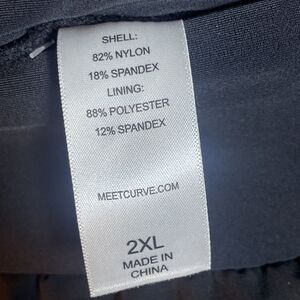 SHELL:
82% NYLON
18% SPANDEX
LINING:
88% POLYESTER
12% SPANDEX
MEETCURVE.COM
2XL
MADE IN
CHINA